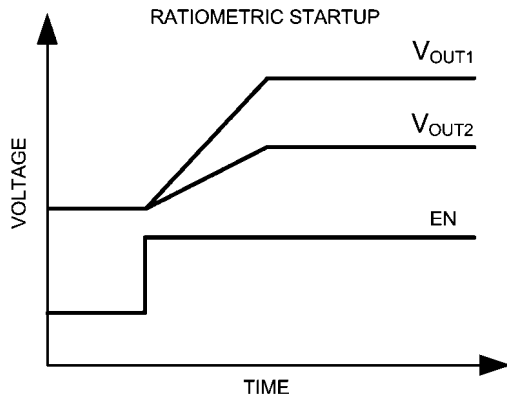 RATIOMETRIC STARTUP
VOUT1
VOUT2
EN
VOLTAGE
TIME